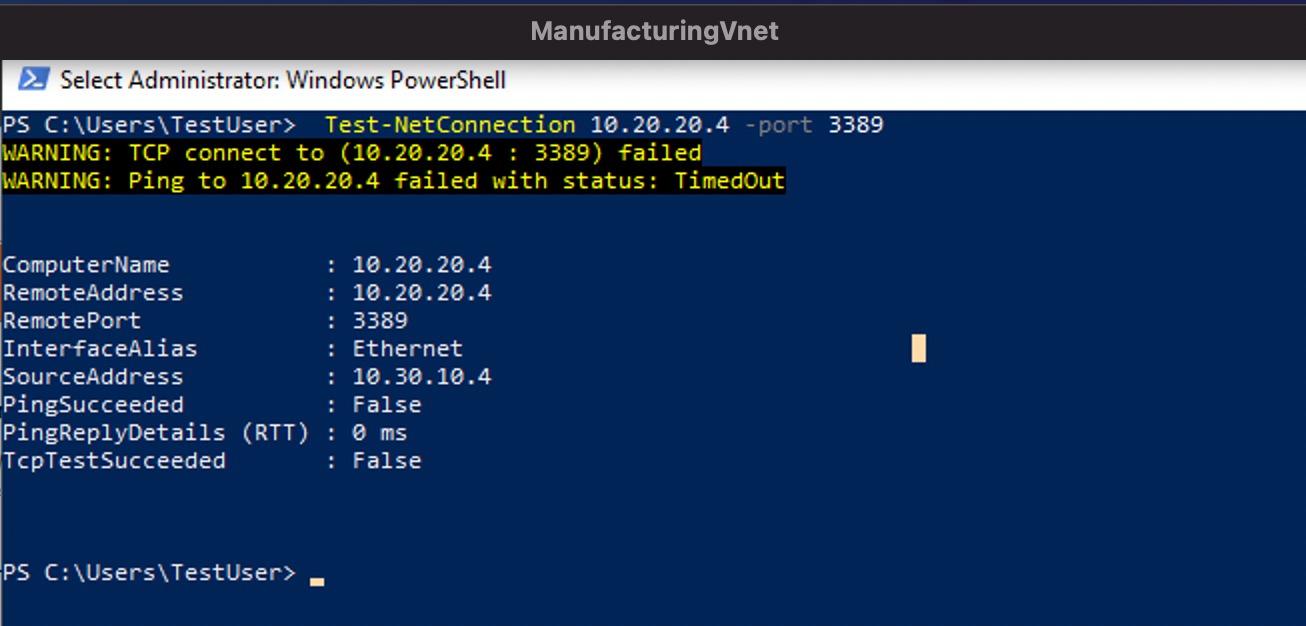 ManufacturingVnet
Select Administrator: Windows PowerShell
PS C:\Users\TestUser>  Test-NetConnection 10.20.20.4 -port 3389
WARNING: TCP connect to (10.20.20.4 : 3389) failed
WARNING: Ping to 10.20.20.4 failed with status: TimedOut
ComputerName           : 10.20.20.4
RemoteAddress          : 10.20.20.4
RemotePort             : 3389
InterfaceAlias         : Ethernet
SourceAddress          : 10.30.10.4
PingSucceeded          : False
PingReplyDetails (RTT) : 0 ms
TcpTestSucceeded       : False
PS C:\Users\TestUser>